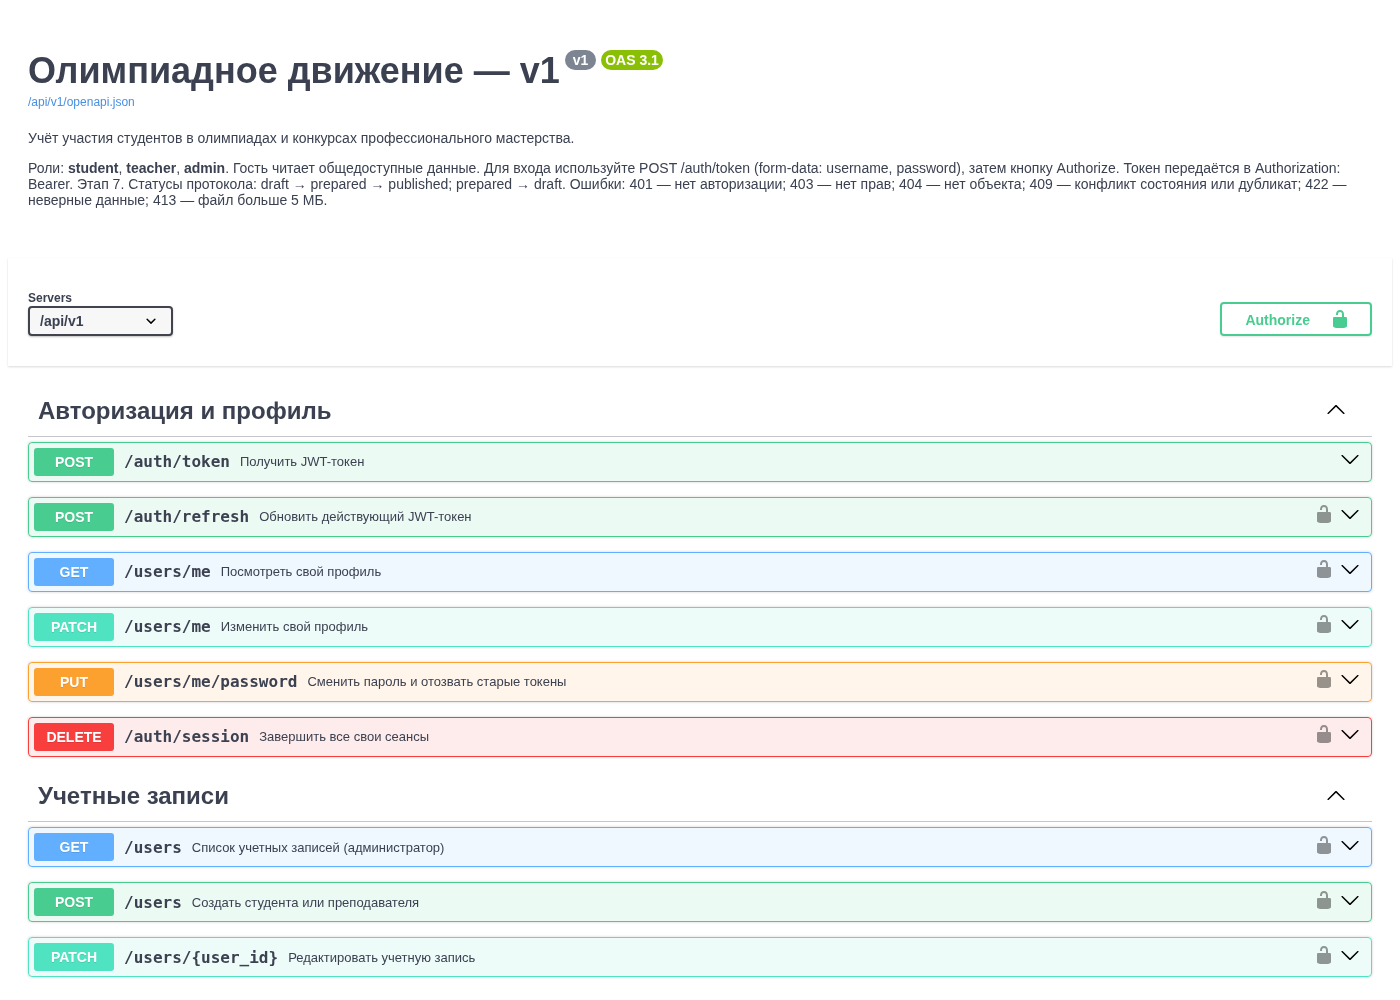 Олимпиадное движение — v1 v1 OAS 3.1
/api/v1/openapi.json
Учёт участия студентов в олимпиадах и конкурсах профессионального мастерства.
Роли: student, teacher, admin. Гость читает общедоступные данные. Для входа используйте POST /auth/token (form-data: username, password), затем кнопку Authorize. Токен передаётся в Authorization:
Bearer. Этап 7. Статусы протокола: draft → prepared → published; prepared → draft. Ошибки: 401 — нет авторизации; 403 — нет прав; 404 — нет объекта; 409 — конфликт состояния или дубликат; 422 —
неверные данные; 413 — файл больше 5 МБ.
Servers
/api/v1
Authorize
Авторизация и профиль
POST /auth/token Получить JWT-токен
POST /auth/refresh Обновить действующий JWT-токен
GET /users/me Посмотреть свой профиль
PATCH /users/me Изменить свой профиль
PUT /users/me/password Сменить пароль и отозвать старые токены
DELETE /auth/session Завершить все свои сеансы
Учетные записи
GET /users Список учетных записей (администратор)
POST /users Создать студента или преподавателя
PATCH /users/{user_id} Редактировать учетную запись